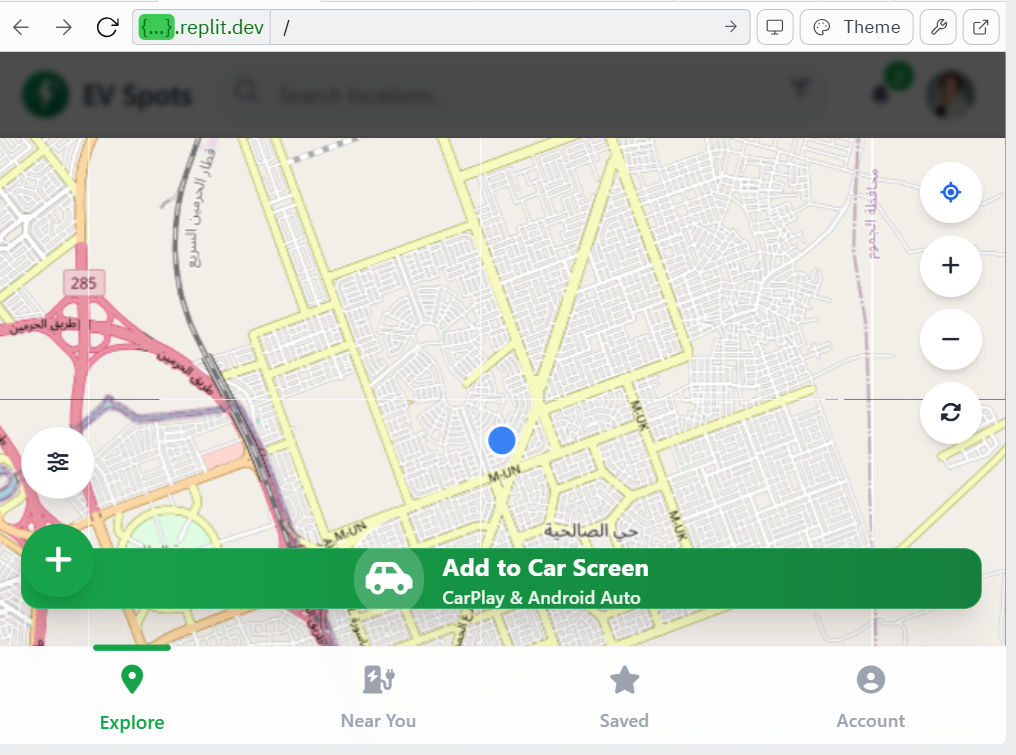 {...}.replit.dev
/
Theme
EV Spots
Search locations...
2
قطار الحرمين السريع
محافظة الجموم
285
طريق الحرمين
طريق الحرمين
M-UK
M-UN
M-UK
M-UN
حي الصالحية
Add to Car Screen
CarPlay & Android Auto
Explore
Near You
Saved
Account